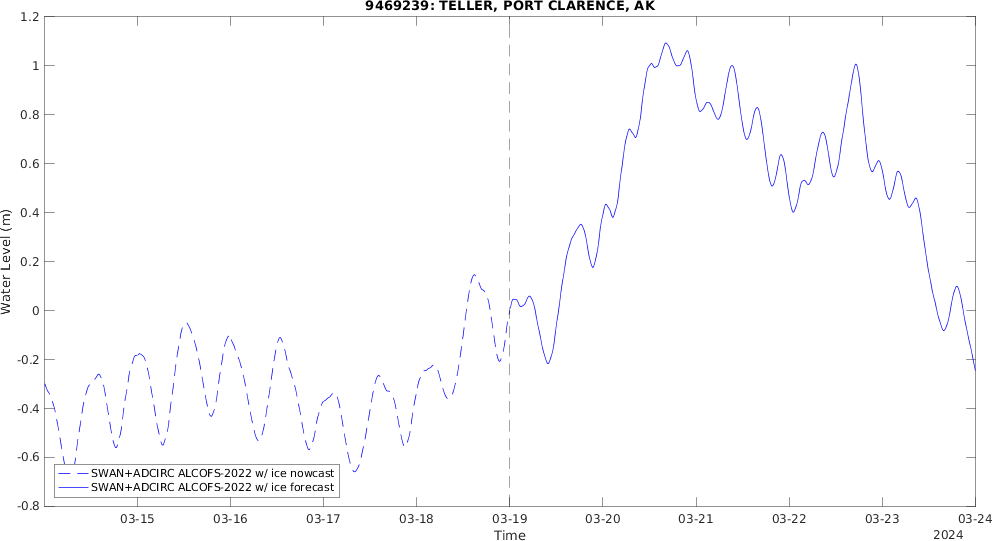 9469239: TELLER, PORT CLARENCE, AK
1.2
1
0.8
0.6
0.4
0.2
0
-0.2
-0.4
-0.6
-0.8
Water Level (m)
SWAN+ADCIRC ALCOFS-2022 w/ ice nowcast
SWAN+ADCIRC ALCOFS-2022 w/ ice forecast
03-15 03-16 03-17 03-18 03-19 03-20 03-21 03-22 03-23 03-24
Time
2024